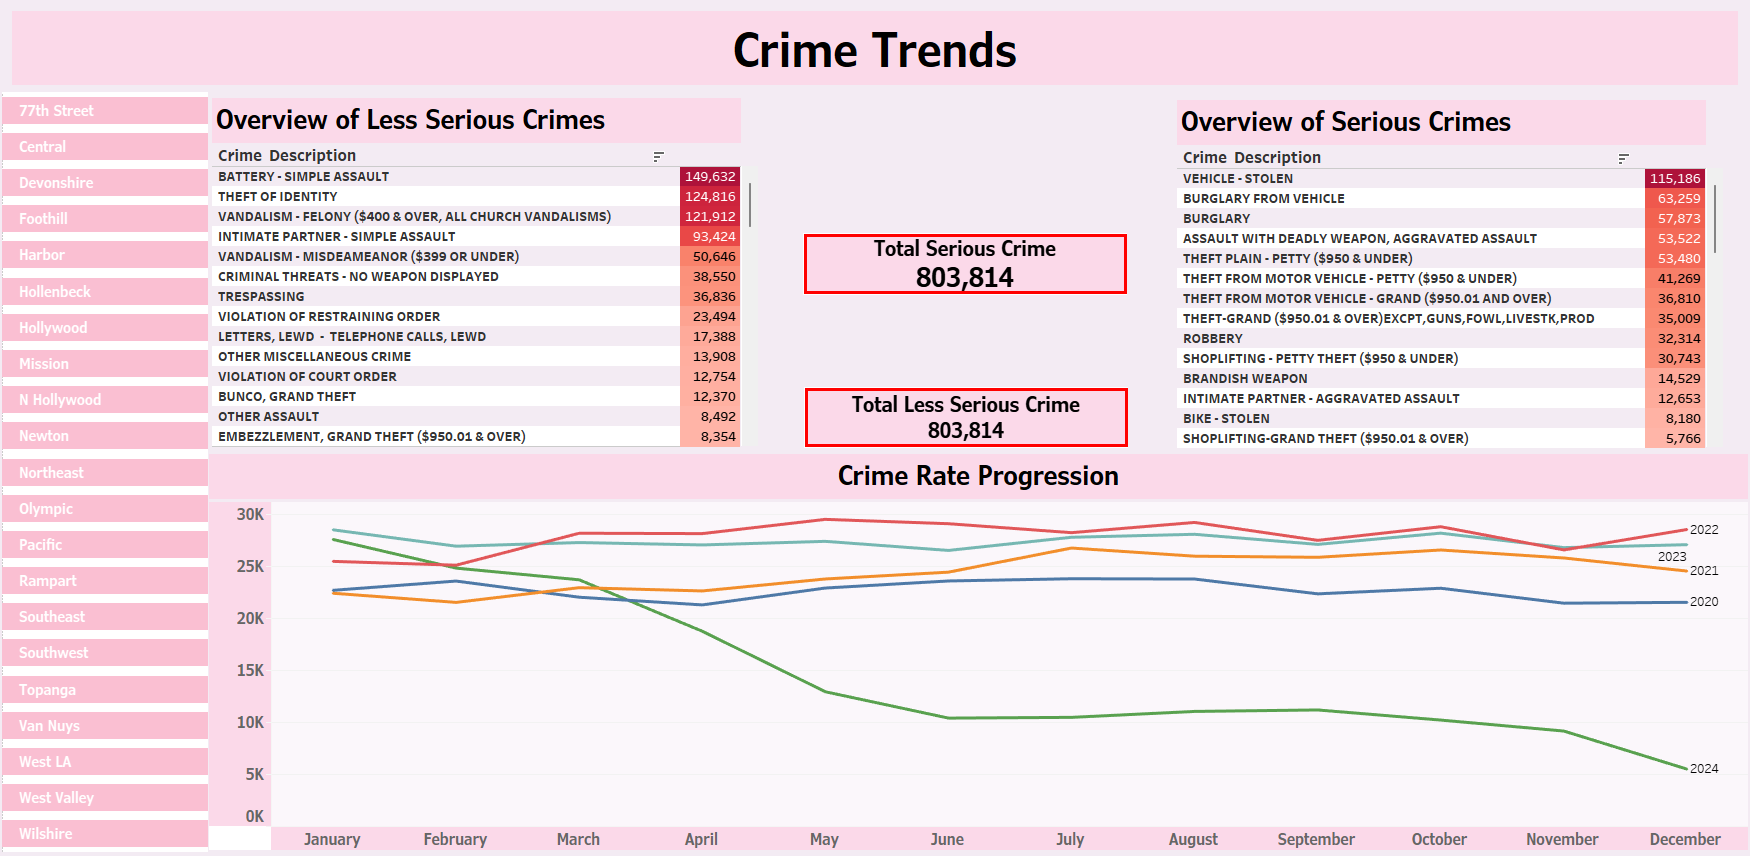 Crime Trends
77th Street
Central
Devonshire
Foothill
Harbor
Hollenbeck
Hollywood
Mission
N Hollywood
Newton
Northeast
Olympic
Pacific
Rampart
Southeast
Southwest
Topanga
Van Nuys
West LA
West Valley
Wilshire
Overview of Less Serious Crimes
Crime Description
BATTERY - SIMPLE ASSAULT 149,632
THEFT OF IDENTITY 124,816
VANDALISM - FELONY ($400 & OVER, ALL CHURCH VANDALISMS) 121,912
INTIMATE PARTNER - SIMPLE ASSAULT 93,424
VANDALISM - MISDEAMEANOR ($399 OR UNDER) 50,646
CRIMINAL THREATS - NO WEAPON DISPLAYED 38,550
TRESPASSING 36,836
VIOLATION OF RESTRAINING ORDER 23,494
LETTERS, LEWD - TELEPHONE CALLS, LEWD 17,388
OTHER MISCELLANEOUS CRIME 13,908
VIOLATION OF COURT ORDER 12,754
BUNCO, GRAND THEFT 12,370
OTHER ASSAULT 8,492
EMBEZZLEMENT, GRAND THEFT ($950.01 & OVER) 8,354
Total Serious Crime
803,814
Total Less Serious Crime
803,814
Overview of Serious Crimes
Crime Description
VEHICLE - STOLEN 115,186
BURGLARY FROM VEHICLE 63,259
BURGLARY 57,873
ASSAULT WITH DEADLY WEAPON, AGGRAVATED ASSAULT 53,522
THEFT PLAIN - PETTY ($950 & UNDER) 53,480
THEFT FROM MOTOR VEHICLE - PETTY ($950 & UNDER) 41,269
THEFT FROM MOTOR VEHICLE - GRAND ($950.01 AND OVER) 36,810
THEFT-GRAND ($950.01 & OVER)EXCPT,GUNS,FOWL,LIVESTK,PROD 35,009
ROBBERY 32,314
SHOPLIFTING - PETTY THEFT ($950 & UNDER) 30,743
BRANDISH WEAPON 14,529
INTIMATE PARTNER - AGGRAVATED ASSAULT 12,653
BIKE - STOLEN 8,180
SHOPLIFTING-GRAND THEFT ($950.01 & OVER) 5,766
Crime Rate Progression
30K
25K
20K
15K
10K
5K
0K
2022
2023
2021
2020
2024
January February March April May June July August September October November December